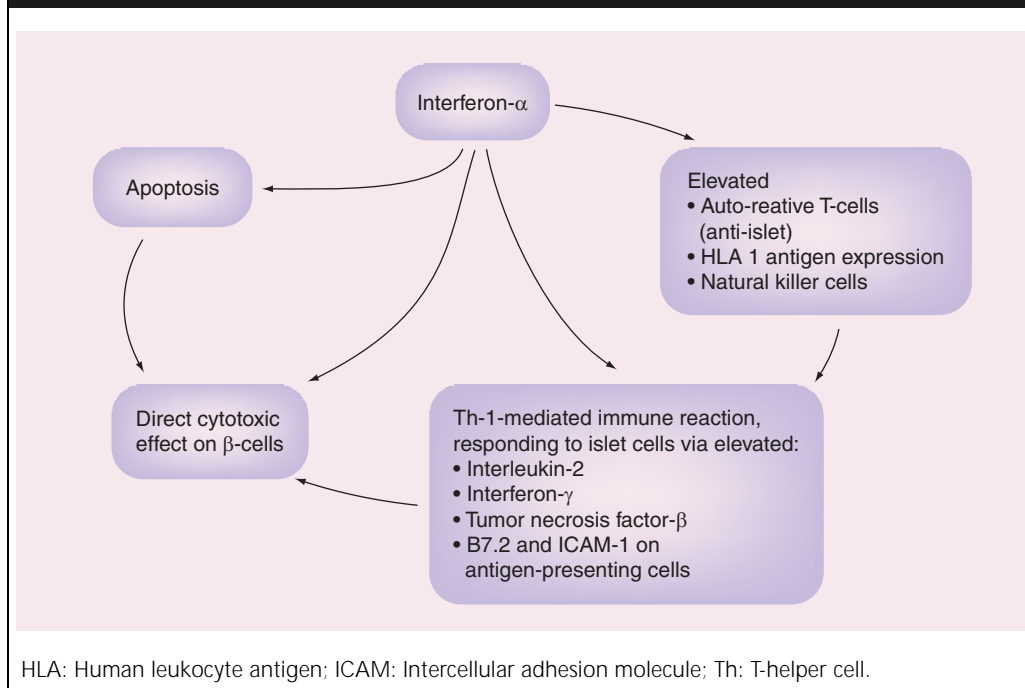 Interferon-α
Apoptosis
Elevated
• Auto-reative T-cells
(anti-islet)
• HLA 1 antigen expression
• Natural killer cells
Direct cytotoxic
effect on β-cells
Th-1-mediated immune reaction,
responding to islet cells via elevated:
• Interleukin-2
• Interferon-γ
• Tumor necrosis factor-β
• B7.2 and ICAM-1 on
antigen-presenting cells
HLA: Human leukocyte antigen; ICAM: Intercellular adhesion molecule; Th: T-helper cell.